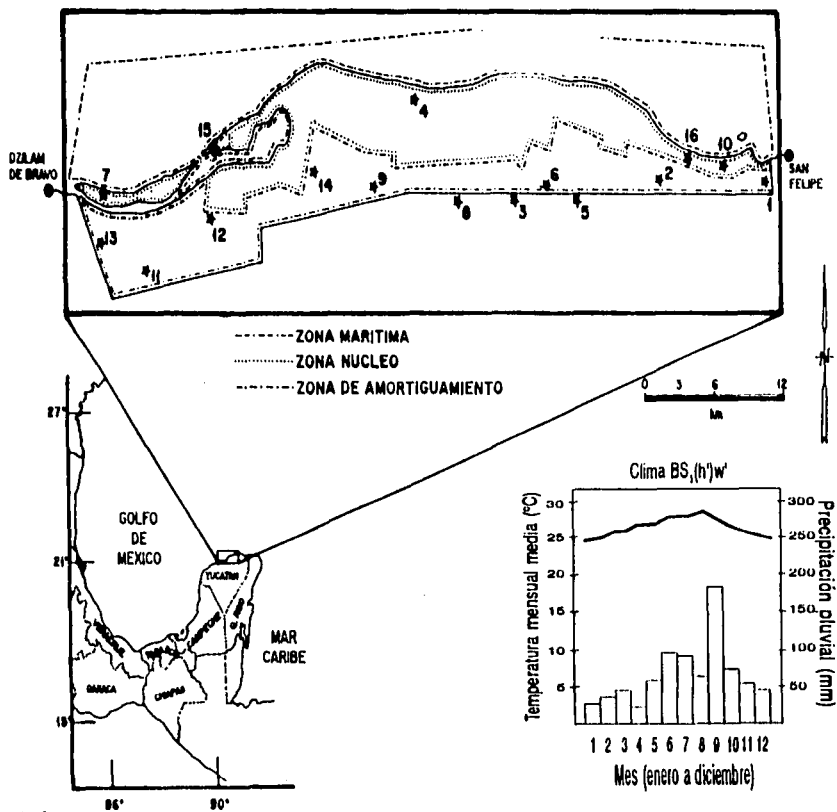 4
15
16
10
DZILAM
DE BRAVO
7
SAN
FELIPE
14
9
6
2
12
8
3
5
1
13
11
ZONA MARITIMA
ZONA NUCLEO
ZONA DE AMORTIGUAMIENTO
N
0 3 6 12
27°
GOLFO
DE
MEXICO
21°
YUCATAN
CAMPECHE
MAR
CARIBE
VERACRUZ
OAXACA
CHIAPAS
96° 90°
Clima BS₁(h')w'
Temperatura mensual media (°C)
30
25
20
15
10
5
300
250
200
150
100
50
Precipitación pluvial (mm)
1 2 3 4 5 6 7 8 9 10 11 12
Mes (enero a diciembre)